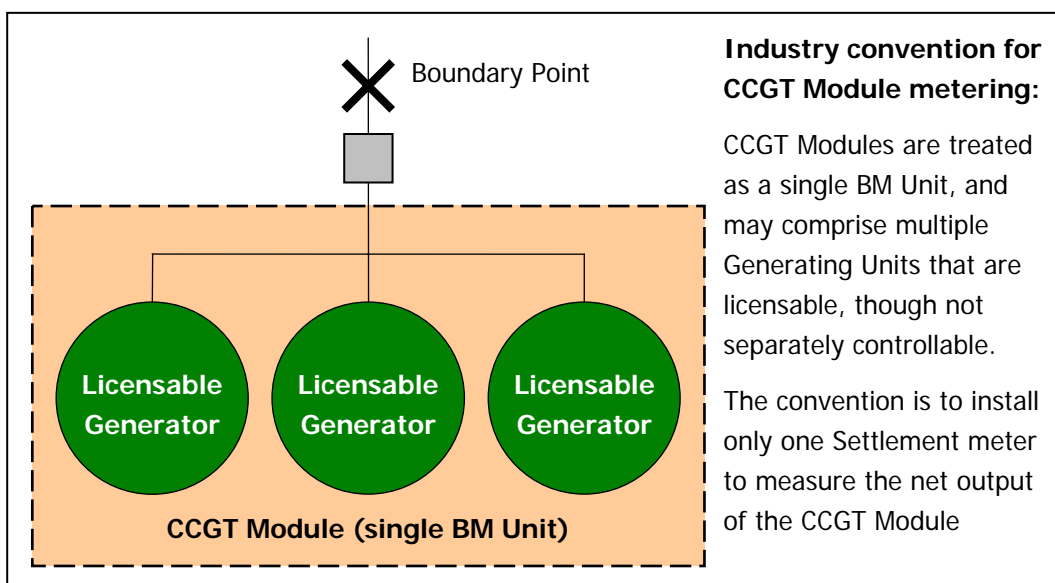 Boundary Point
Licensable
Generator
Licensable
Generator
Licensable
Generator
CCGT Module (single BM Unit)
Industry convention for
CCGT Module metering:
CCGT Modules are treated
as a single BM Unit, and
may comprise multiple
Generating Units that are
licensable, though not
separately controllable.
The convention is to install
only one Settlement meter
to measure the net output
of the CCGT Module